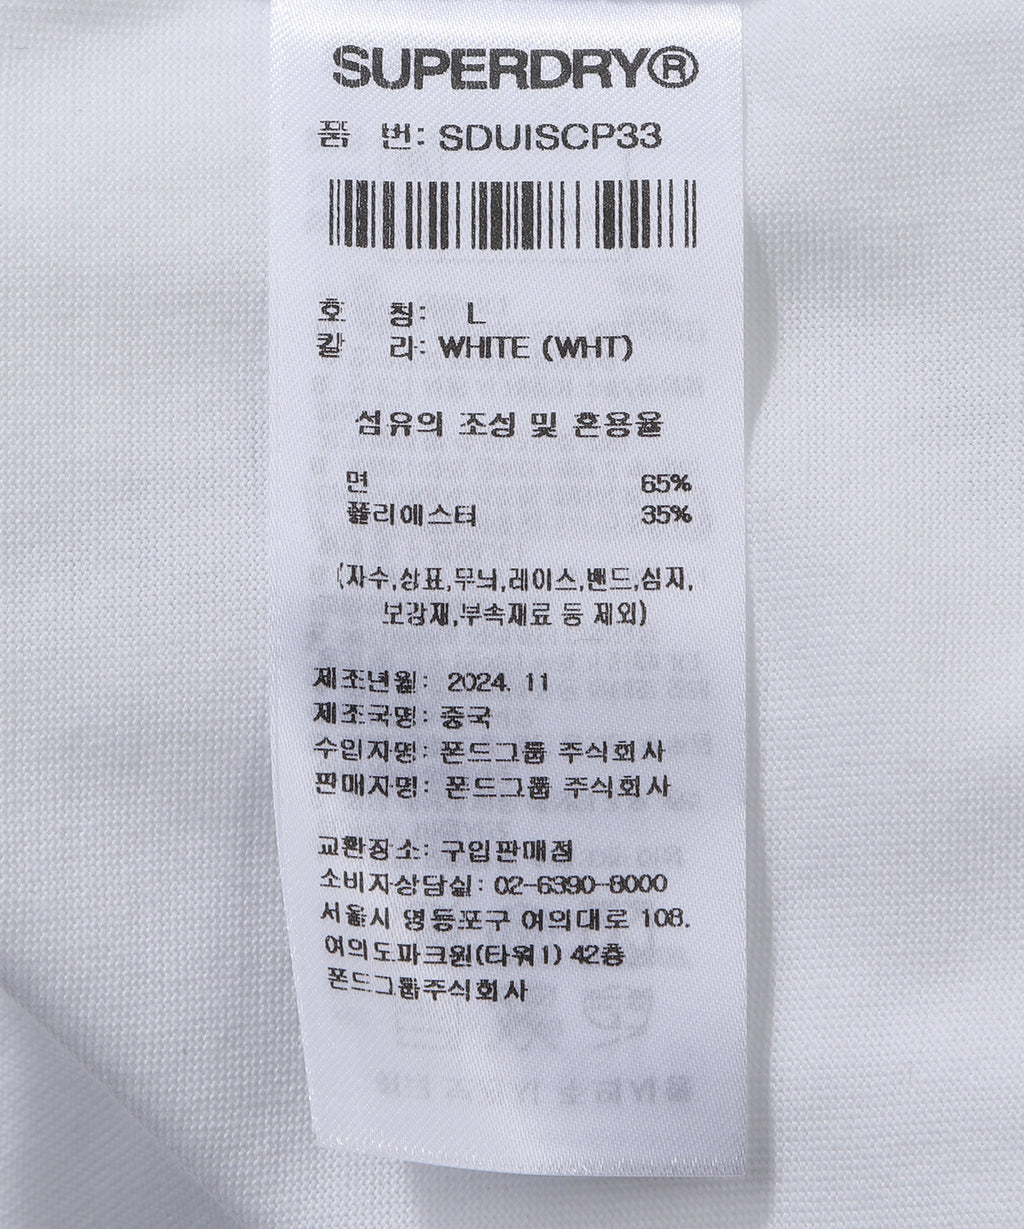 SUPERDRY®
품 번: SDUISCP33
호 칭: L
칼 라: WHITE (WHT)
섬유의 조성 및 혼용율
면 65%
폴리에스터 35%
(자수,상표,무늬,레이스,밴드,심지,
보강재,부속재료 등 제외)
제조년월: 2024. 11
제조국명: 중국
수입자명: 폰드그룹 주식회사
판매자명: 폰드그룹 주식회사
교환장소: 구입판매점
소비자상담실: 02-6390-8000
서울시 영등포구 여의대로 108.
여의도파크원(타워1) 42층
폰드그룹주식회사